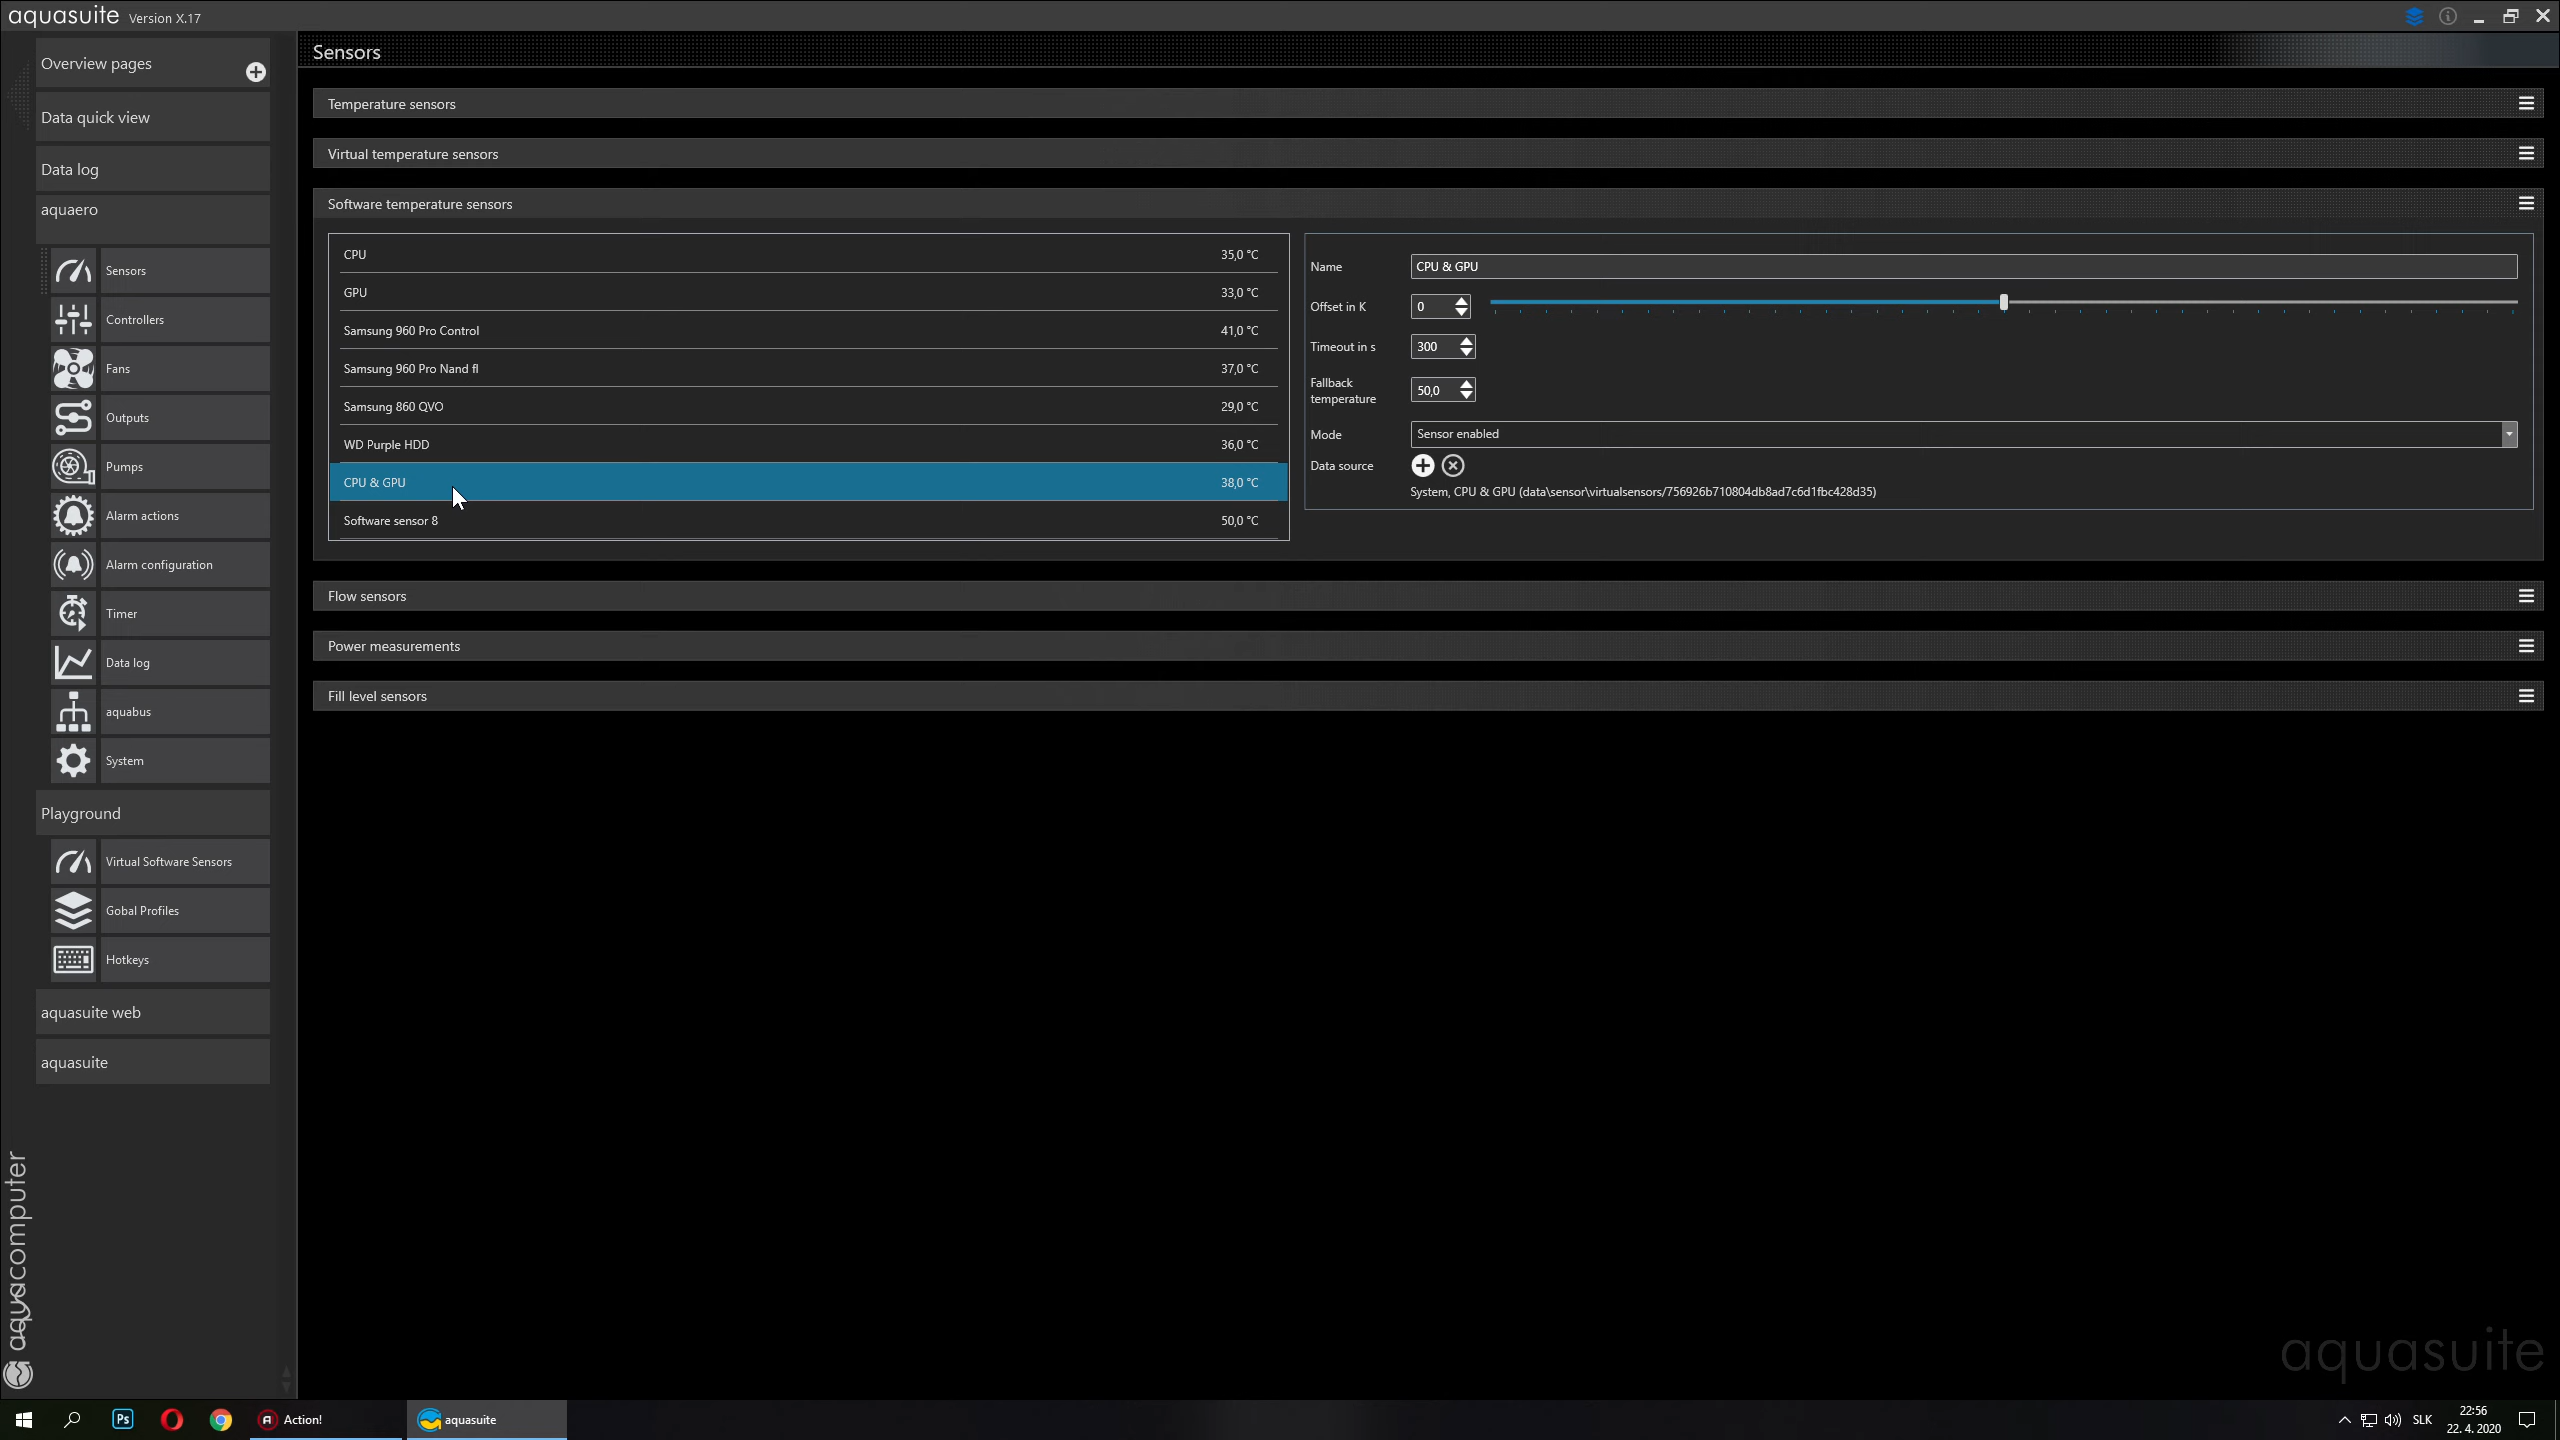 aquasuite Version X.17
Overview pages
Data quick view
Data log
aquaero
Sensors
Controllers
Fans
Outputs
Pumps
Alarm actions
Alarm configuration
Timer
Data log
aquabus
System
Playground
Virtual Software Sensors
Gobal Profiles
Hotkeys
aquasuite web
aquasuite
aquacomputer
Sensors
Temperature sensors
Virtual temperature sensors
Software temperature sensors
CPU 35,0 °C
GPU 33,0 °C
Samsung 960 Pro Control 41,0 °C
Samsung 960 Pro Nand fl 37,0 °C
Samsung 860 QVO 29,0 °C
WD Purple HDD 36,0 °C
CPU & GPU 38,0 °C
Software sensor 8 50,0 °C
Name CPU & GPU
Offset in K 0
Timeout in s 300
Fallback
temperature 50,0
Mode Sensor enabled
Data source
System, CPU & GPU (data\sensor\virtualsensors/756926b710804db8ad7c6d1fbc428d35)
Flow sensors
Power measurements
Fill level sensors
aquasuite
Ps
Action!
aquasuite
SLK
22:56
22. 4. 2020